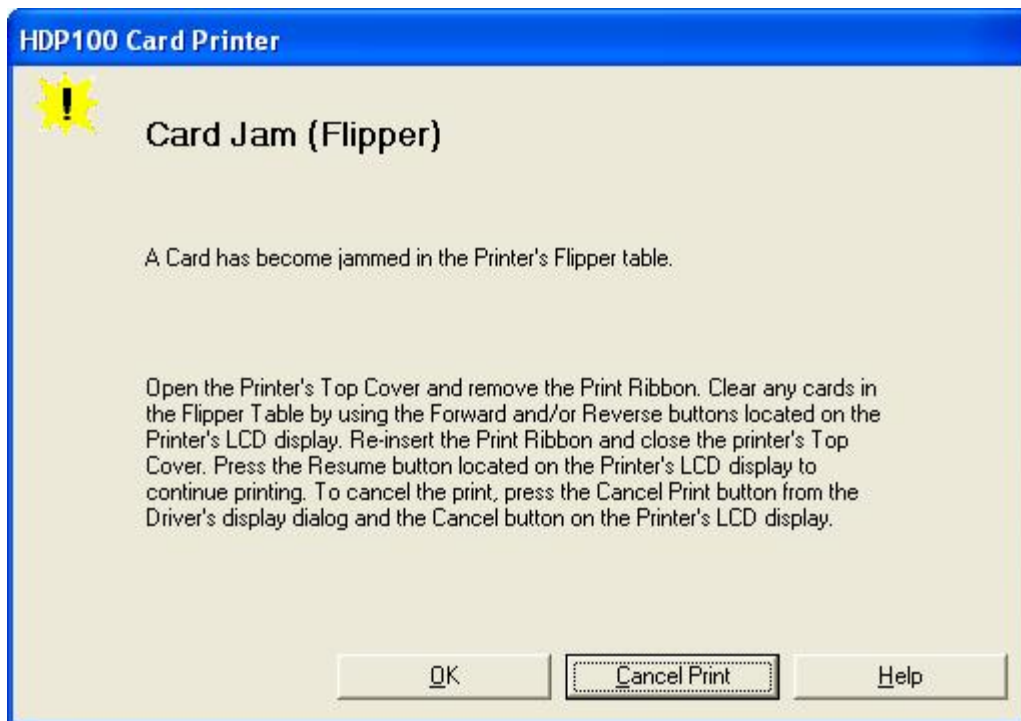 HDP100 Card Printer
Card Jam (Flipper)
A Card has become jammed in the Printer's Flipper table.
Open the Printer's Top Cover and remove the Print Ribbon. Clear any cards in
the Flipper Table by using the Forward and/or Reverse buttons located on the
Printer's LCD display. Re-insert the Print Ribbon and close the printer's Top
Cover. Press the Resume button located on the Printer's LCD display to
continue printing. To cancel the print, press the Cancel Print button from the
Driver's display dialog and the Cancel button on the Printer's LCD display.
OK Cancel Print Help